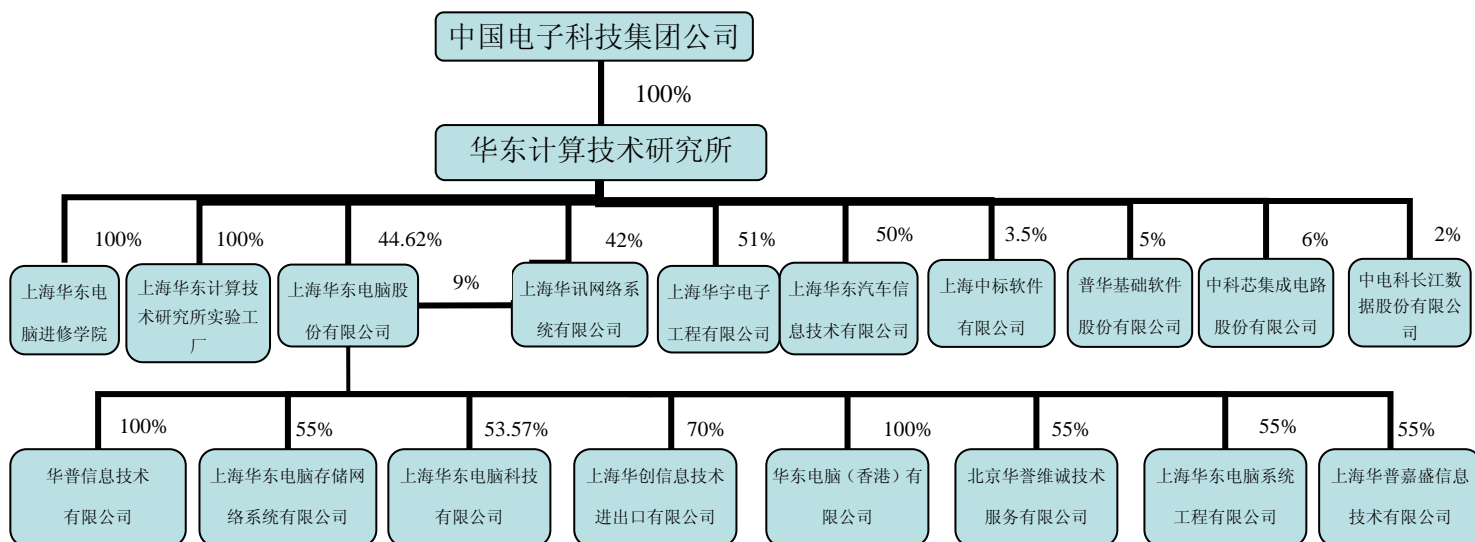 中国电子科技集团公司
100%
华东计算技术研究所
100%
100%
44.62%
42%
51%
50%
3.5%
5%
6%
2%
9%
上海华东电
脑进修学院
上海华东计算技
术研究所实验工
厂
上海华东电脑股
份有限公司
上海华讯网络系
统有限公司
上海华宇电子
工程有限公司
上海华东汽车信
息技术有限公司
上海中标软件
有限公司
普华基础软件
股份有限公司
中科芯集成电路
股份有限公司
中电科长江数
据股份有限公
司
100%
55%
53.57%
70%
100%
55%
55%
55%
华普信息技术
有限公司
上海华东电脑存储网
络系统有限公司
上海华东电脑科技
有限公司
上海华创信息技术
进出口有限公司
华东电脑（香港）有
限公司
北京华誉维诚技术
服务有限公司
上海华东电脑系统
工程有限公司
上海华普嘉盛信息
技术有限公司